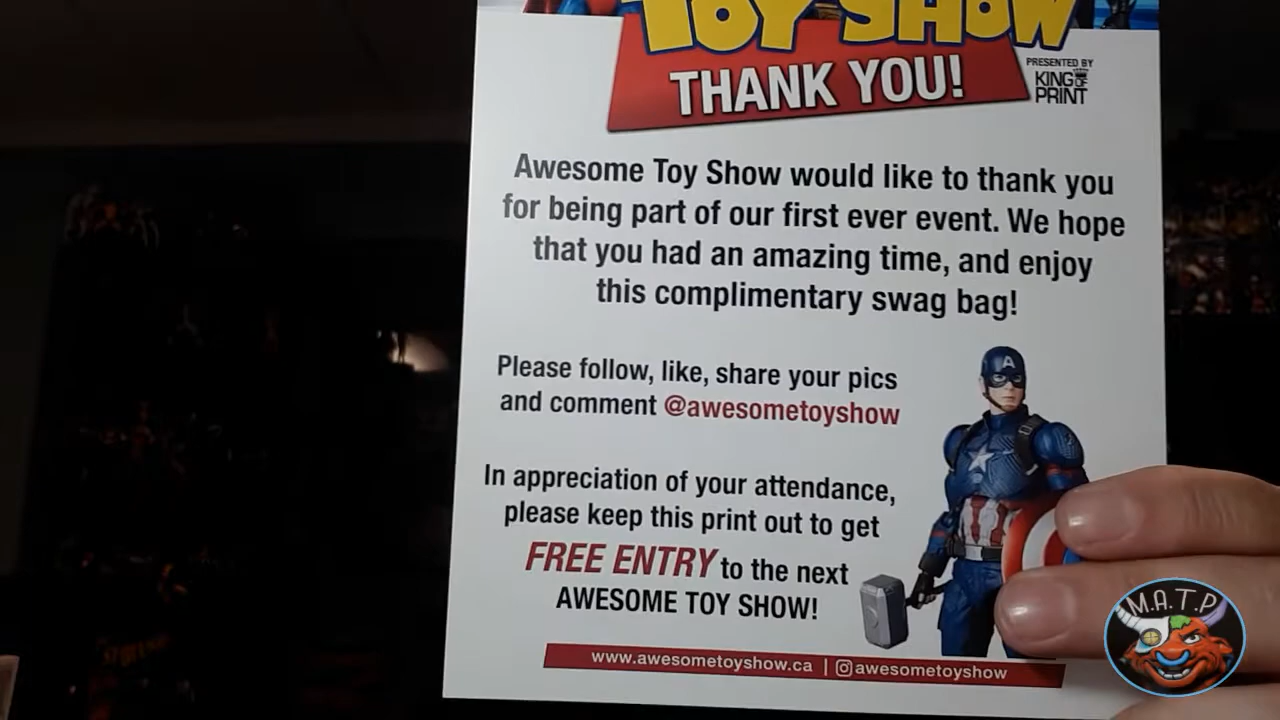 TOY SHOW
THANK YOU!
PRESENTED BY
KING OF
PRINT
Awesome Toy Show would like to thank you
for being part of our first ever event. We hope
that you had an amazing time, and enjoy
this complimentary swag bag!
Please follow, like, share your pics
and comment @awesometoyshow
In appreciation of your attendance,
please keep this print out to get
FREE ENTRY to the next
AWESOME TOY SHOW!
www.awesometoyshow.ca | awesometoyshow
A
M.A.T.P